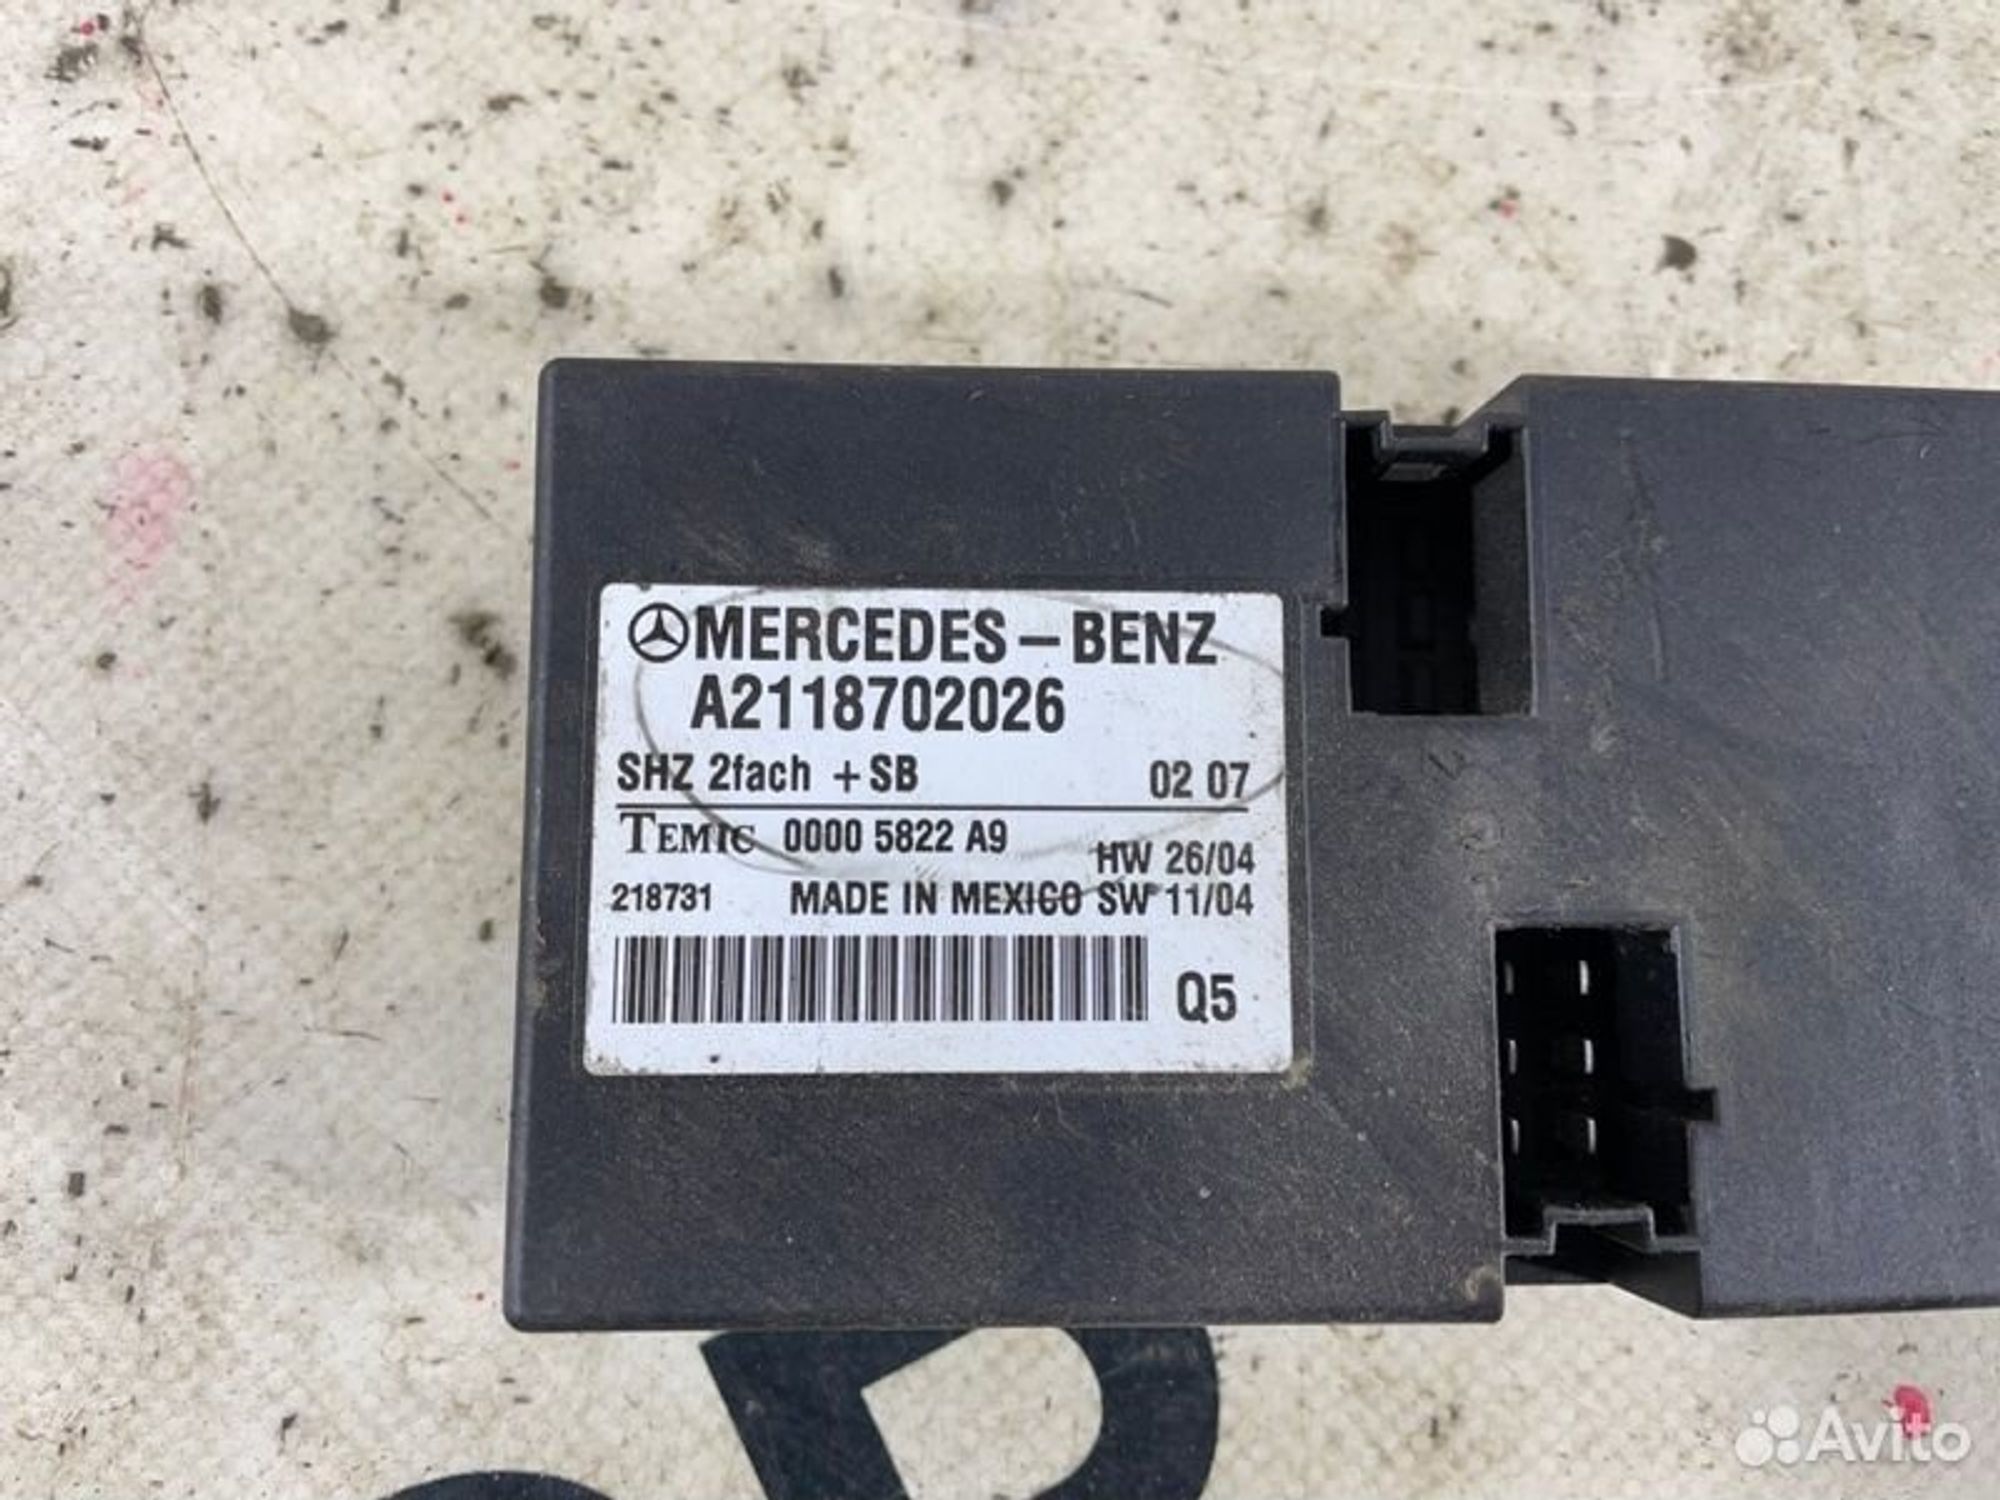 MERCEDES-BENZ
A2118702026
SHZ 2fach +SB 02 07
TEMIC 0000 5822 A9 HW 26/04
218731 MADE IN MEXICO SW 11/04
Q5
Avito